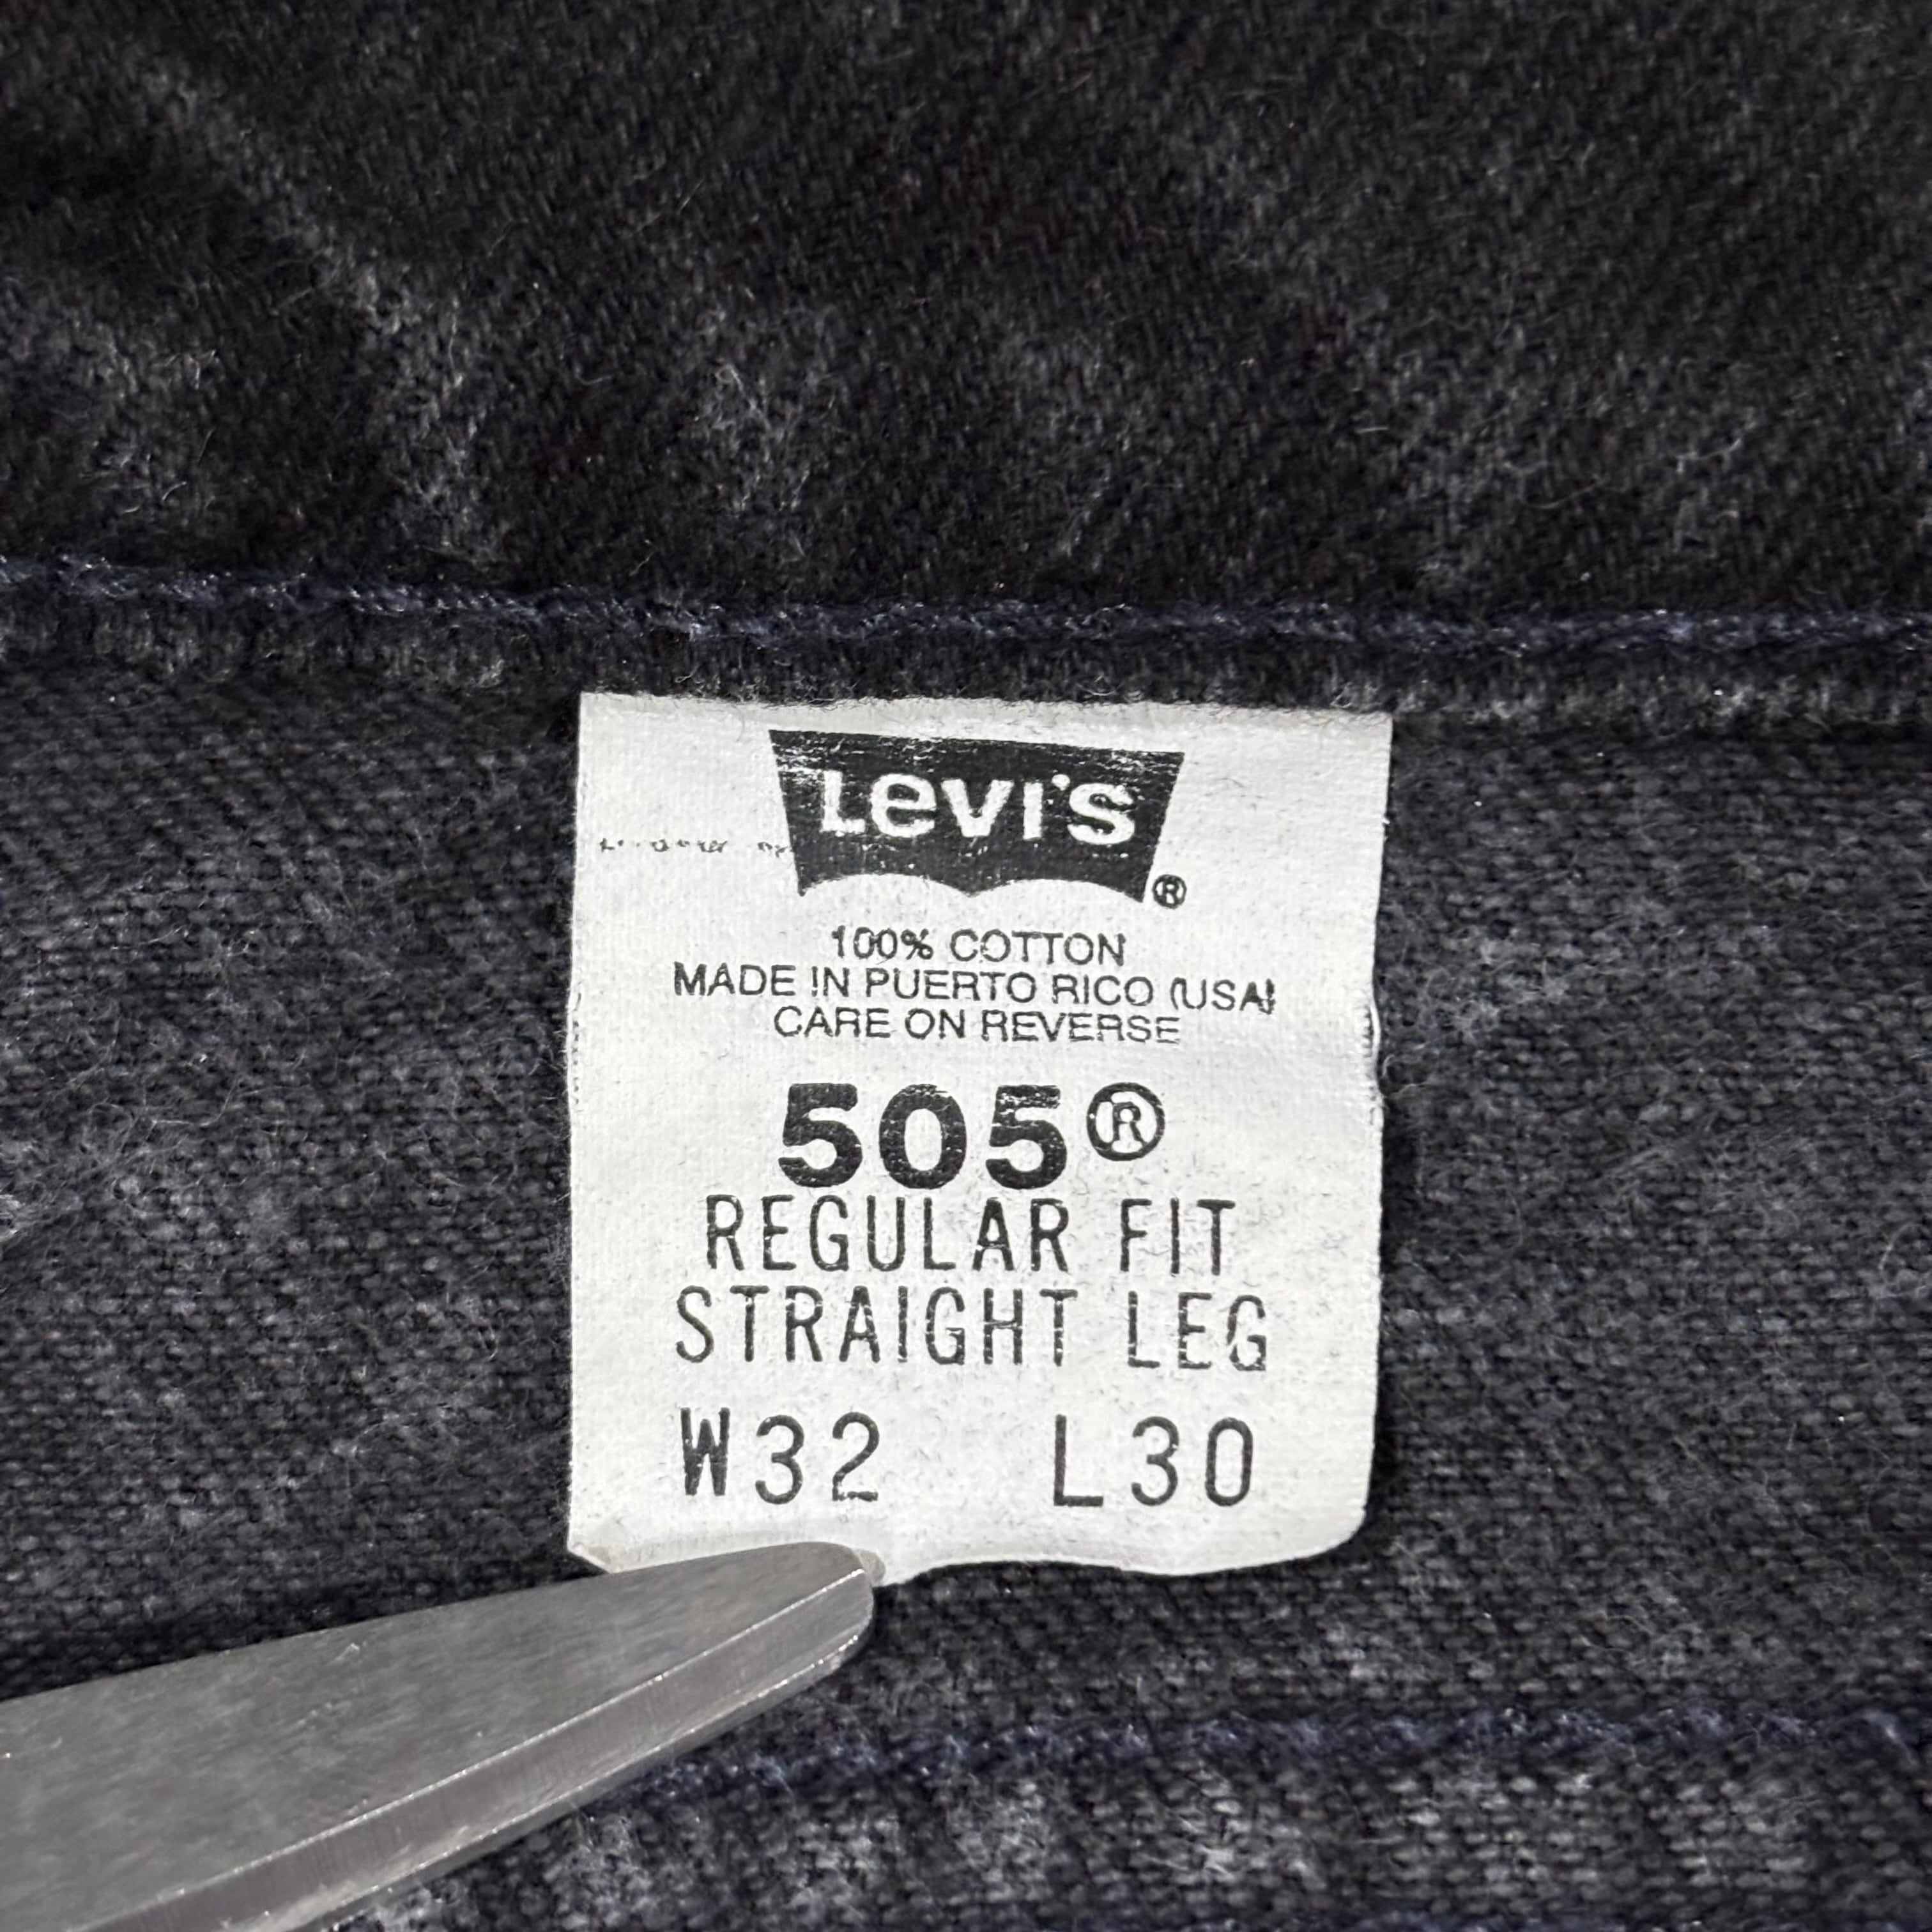 Levi's ®
100% COTTON
MADE IN PUERTO RICO (USA)
CARE ON REVERSE
505®
REGULAR FIT
STRAIGHT LEG
W32 L30